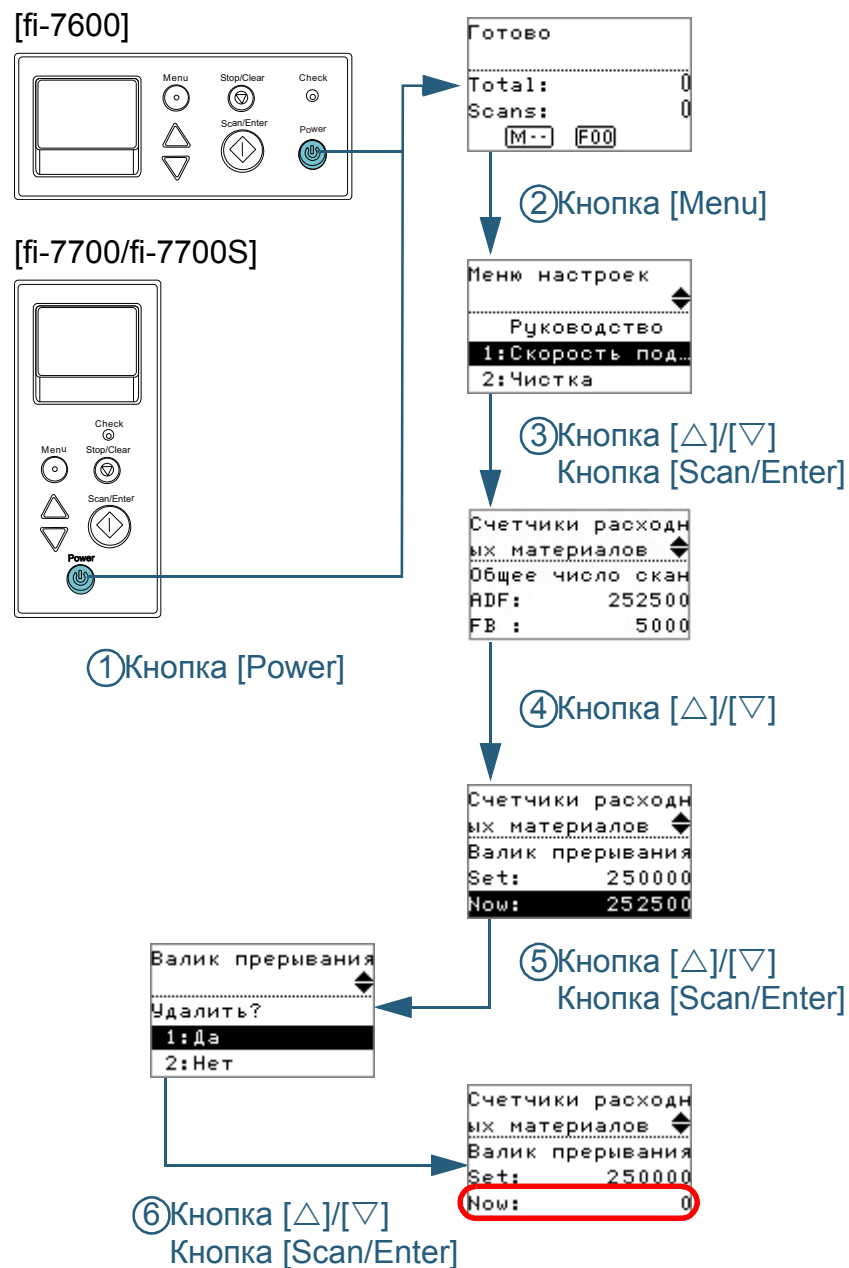 [fi-7600]
Menu
Stop/Clear
Check
Scan/Enter
Power
[fi-7700/fi-7700S]
Check
Menu
Stop/Clear
Scan/Enter
Power
①Кнопка [Power]
Готово
Total: 0
Scans: 0
M-- F00
②Кнопка [Menu]
Меню настроек
Руководство
1:Скорость под…
2:Чистка
③Кнопка [△]/[▽]
Кнопка [Scan/Enter]
Счетчики расходн
ых материалов
Общее число скан
ADF: 252500
FB : 5000
④Кнопка [△]/[▽]
Счетчики расходн
ых материалов
Валик прерывания
Set: 250000
Now: 252500
⑤Кнопка [△]/[▽]
Кнопка [Scan/Enter]
Валик прерывания
Удалить?
1:Да
2:Нет
⑥Кнопка [△]/[▽]
Кнопка [Scan/Enter]
Счетчики расходн
ых материалов
Валик прерывания
Set: 250000
Now: 0